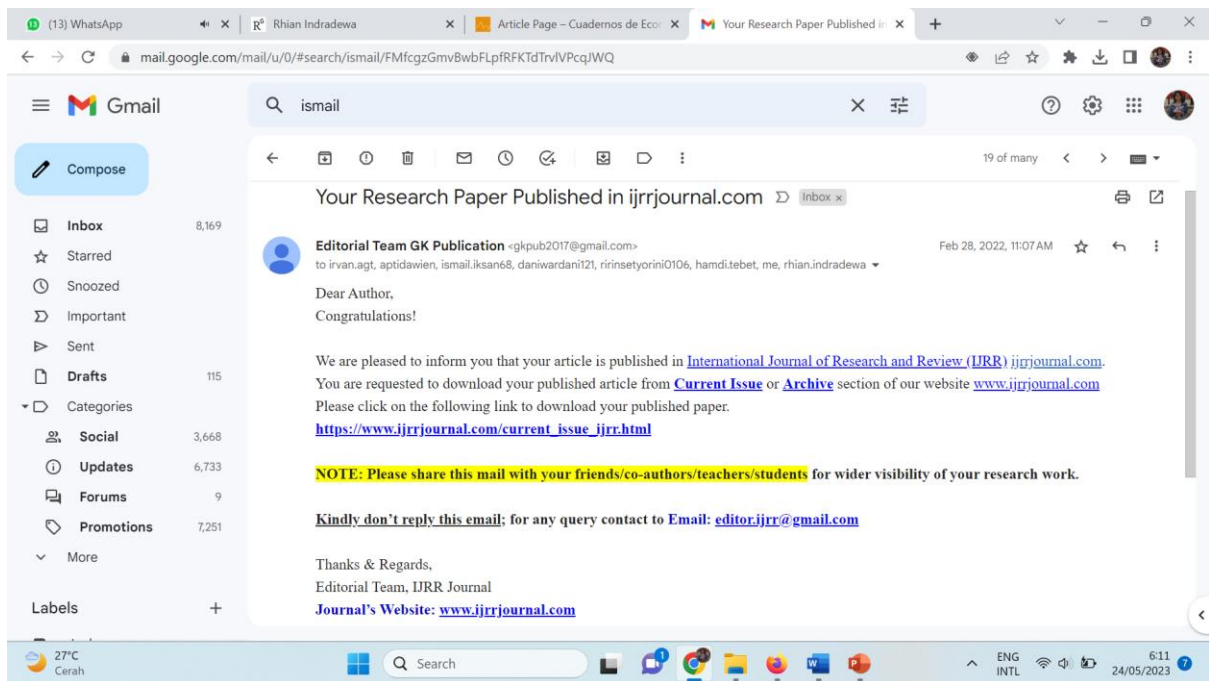 (13) WhatsApp
Rhian Indradewa
Article Page – Cuadernos de Eco
Your Research Paper Published in
mail.google.com/mail/u/0/#search/ismail/FMfcgzGmvBwbFLpfRFKTdTrvlVPcqJWQ
Gmail
ismail
Compose
19 of many
Your Research Paper Published in ijrrjournal.com Inbox x
Inbox 8,169
Starred
Snoozed
Important
Sent
Drafts 115
Categories
Social 3,668
Updates 6,733
Forums 9
Promotions 7,251
More
Labels +
Editorial Team GK Publication <gkpub2017@gmail.com> Feb 28, 2022, 11:07 AM
to irvan.agt, aptidawien, ismail.iksan68, daniwardani121, ririnsetyorini0106, hamdi.tebet, me, rhian.indradewa
Dear Author,
Congratulations!
We are pleased to inform you that your article is published in International Journal of Research and Review (IJRR) ijrrjournal.com.
You are requested to download your published article from Current Issue or Archive section of our website www.ijrrjournal.com
Please click on the following link to download your published paper.
https://www.ijrrjournal.com/current_issue_ijrr.html
NOTE: Please share this mail with your friends/co-authors/teachers/students for wider visibility of your research work.
Kindly don't reply this email; for any query contact to Email: editor.ijrr@gmail.com
Thanks & Regards,
Editorial Team, IJRR Journal
Journal's Website: www.ijrrjournal.com
27°C
Cerah
Search
ENG
INTL
6:11
24/05/2023
7